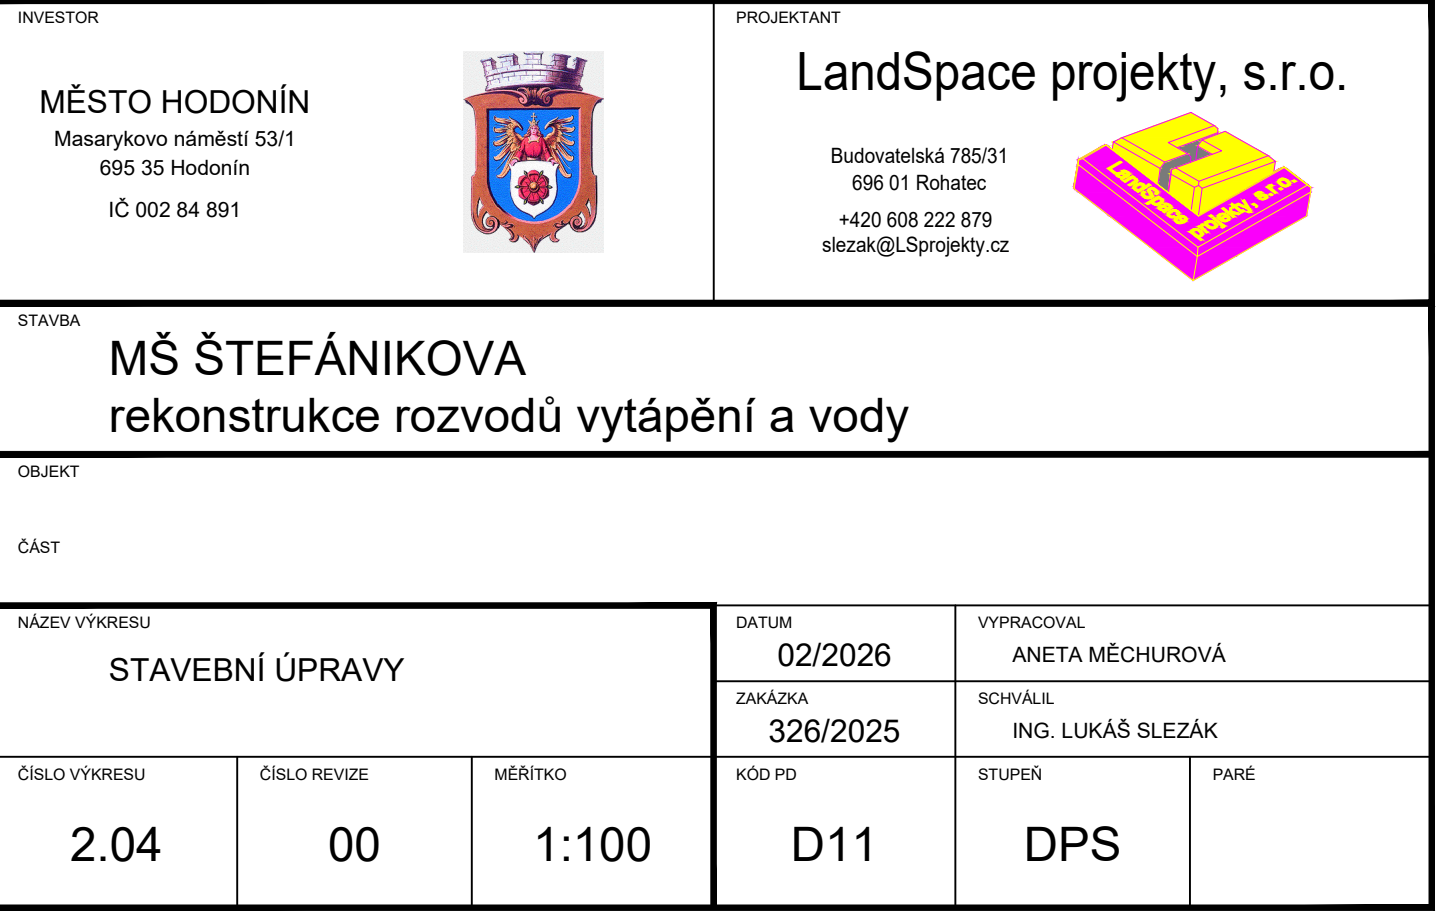 INVESTOR
MĚSTO HODONÍN
Masarykovo náměstí 53/1
695 35 Hodonín
IČ 002 84 891
PROJEKTANT
LandSpace projekty, s.r.o.
Budovatelská 785/31
696 01 Rohatec
+420 608 222 879
slezak@LSprojekty.cz
LandSpace
projekty, s.r.o.
STAVBA
MŠ ŠTEFÁNIKOVA
rekonstrukce rozvodů vytápění a vody
OBJEKT
ČÁST
NÁZEV VÝKRESU
STAVEBNÍ ÚPRAVY
DATUM
02/2026
VYPRACOVAL
ANETA MĚCHUROVÁ
ZAKÁZKA
326/2025
SCHVÁLIL
ING. LUKÁŠ SLEZÁK
ČÍSLO VÝKRESU
2.04
ČÍSLO REVIZE
00
MĚŘÍTKO
1:100
KÓD PD
D11
STUPEŇ
DPS
PARÉ